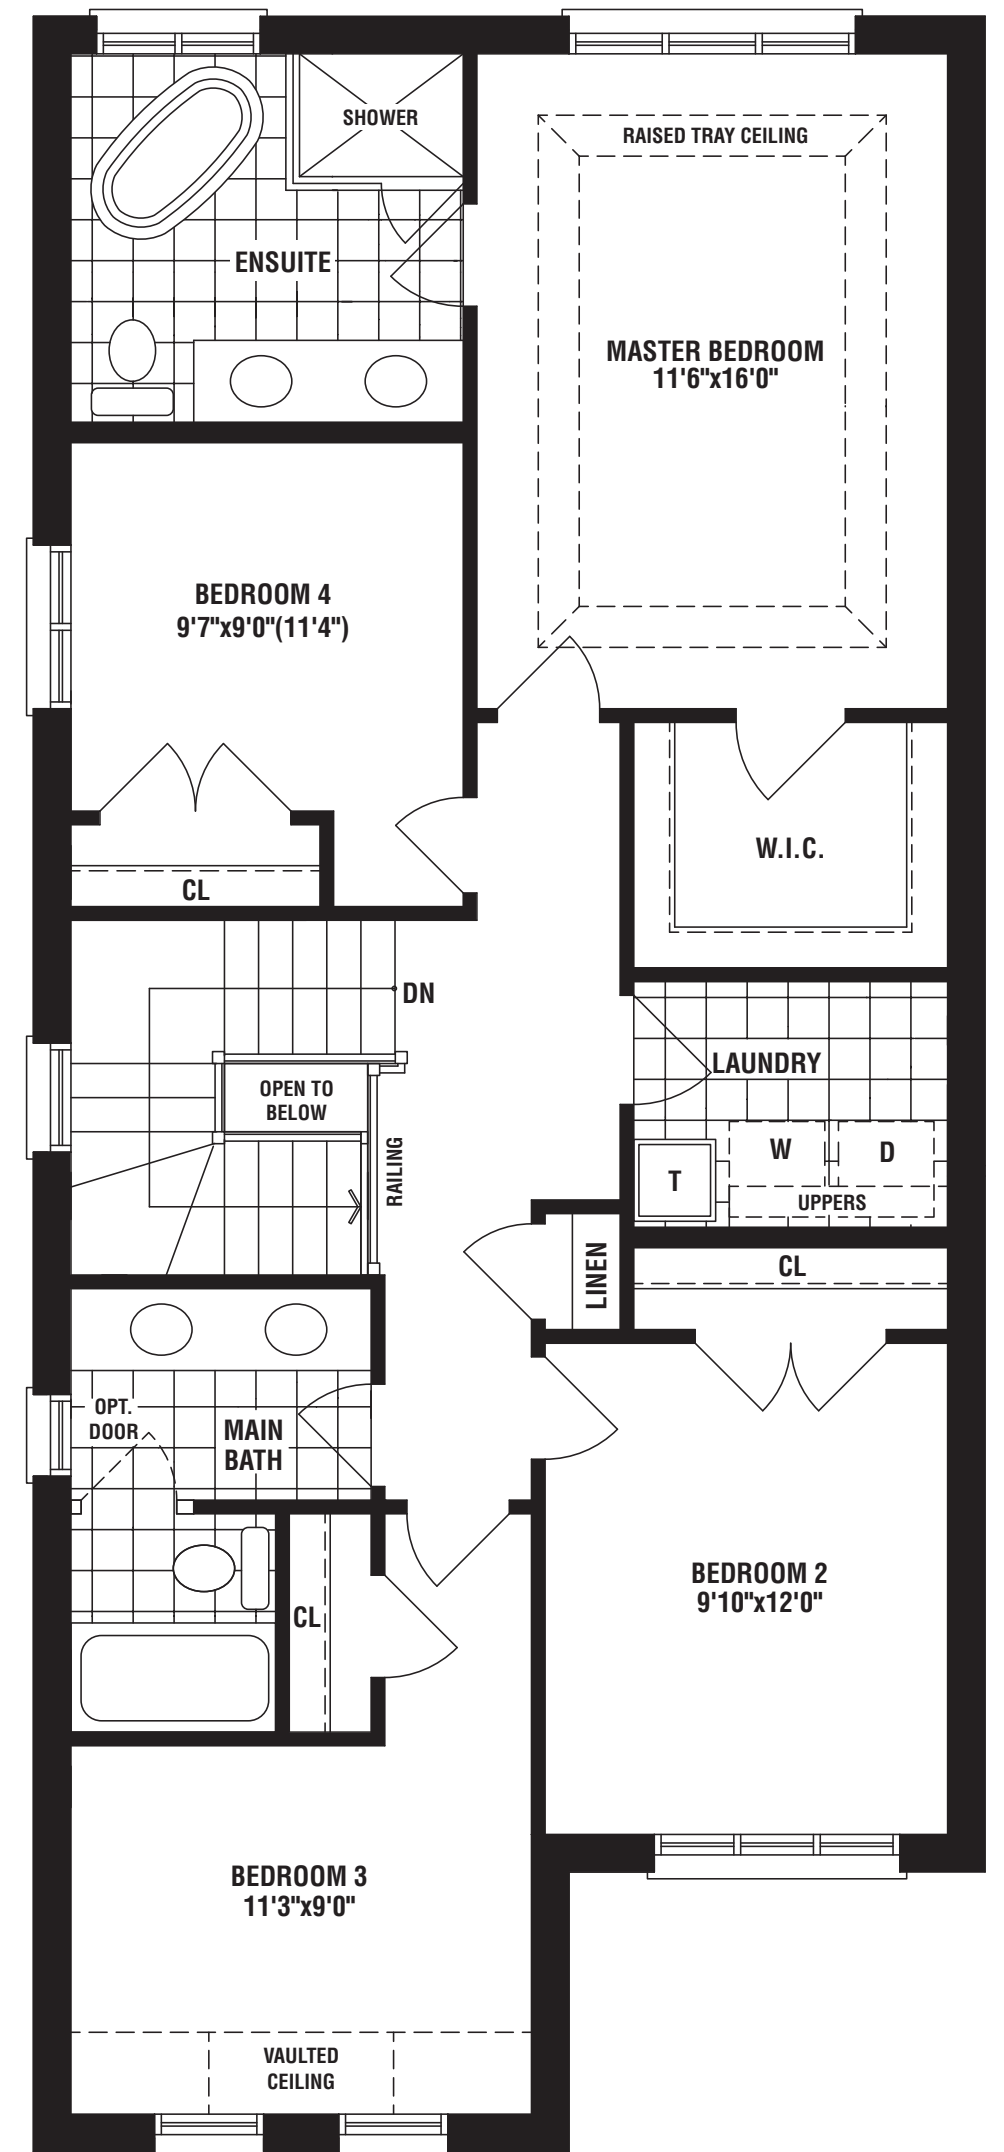 SHOWER
RAISED TRAY CEILING
ENSUITE
MASTER BEDROOM
11'6"x16'0"
BEDROOM 4
9'7"x9'0"(11'4")
W.I.C.
CL
DN
LAUNDRY
OPEN TO
BELOW
RAILING
W
D
T
UPPERS
LINEN
CL
OPT.
DOOR
MAIN
BATH
BEDROOM 2
9'10"x12'0"
CL
BEDROOM 3
11'3"x9'0"
VAULTED
CEILING